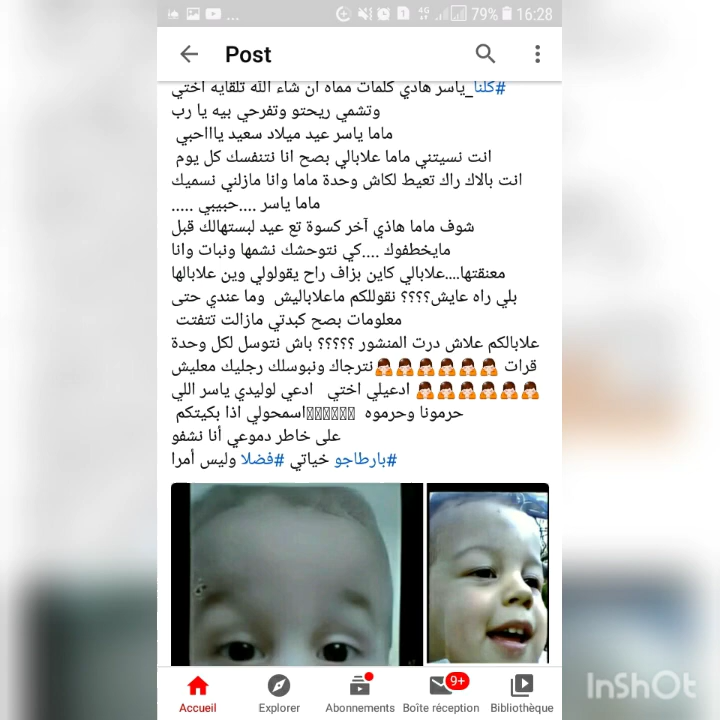 79% 16:28
Post
#كلنا_ياسر هاذي كلمات مماه ان شاء الله تلقايه اختي
وتشمي ريحتو وتفرحي بيه يا رب
ماما ياسر عيد ميلاد سعيد ياااحبي
انت نسيتني ماما علابالي بصح انا نتنفسك كل يوم
انت بالاك راك تعيط لكاش وحدة ماما وانا مازلني نسميك
ماما ياسر ....حبيبي .....
شوف ماما هاذي آخر كسوة تع عيد لبستهالك قبل
مايخطفوك ....كي نتوحشك نشمها ونبات وانا
معنقتها....علابالي كاين بزاف راح يقولولي وين علابالها
بلي راه عايش؟؟؟؟ نقوللكم ماعلاباليش وما عندي حتى
معلومات بصح كبدتي مازالت تتفتت
علابالكم علاش درت المنشور ؟؟؟؟؟ باش نتوسل لكل وحدة
قرات 🙇🙇🙇🙇🙇🙇نترجاك ونبوسلك رجليك معليش
🙇🙇🙇🙇🙇🙇 ادعيلي اختي ادعي لوليدي ياسر اللي
حرمونا وحرموه اسمحولي اذا بكيتكم
على خاطر دموعي أنا نشفو
#بارطاجو خياتي #فضلا وليس أمرا
Accueil
Explorer
Abonnements
9+
Boîte réception
Bibliothèque
InShOt